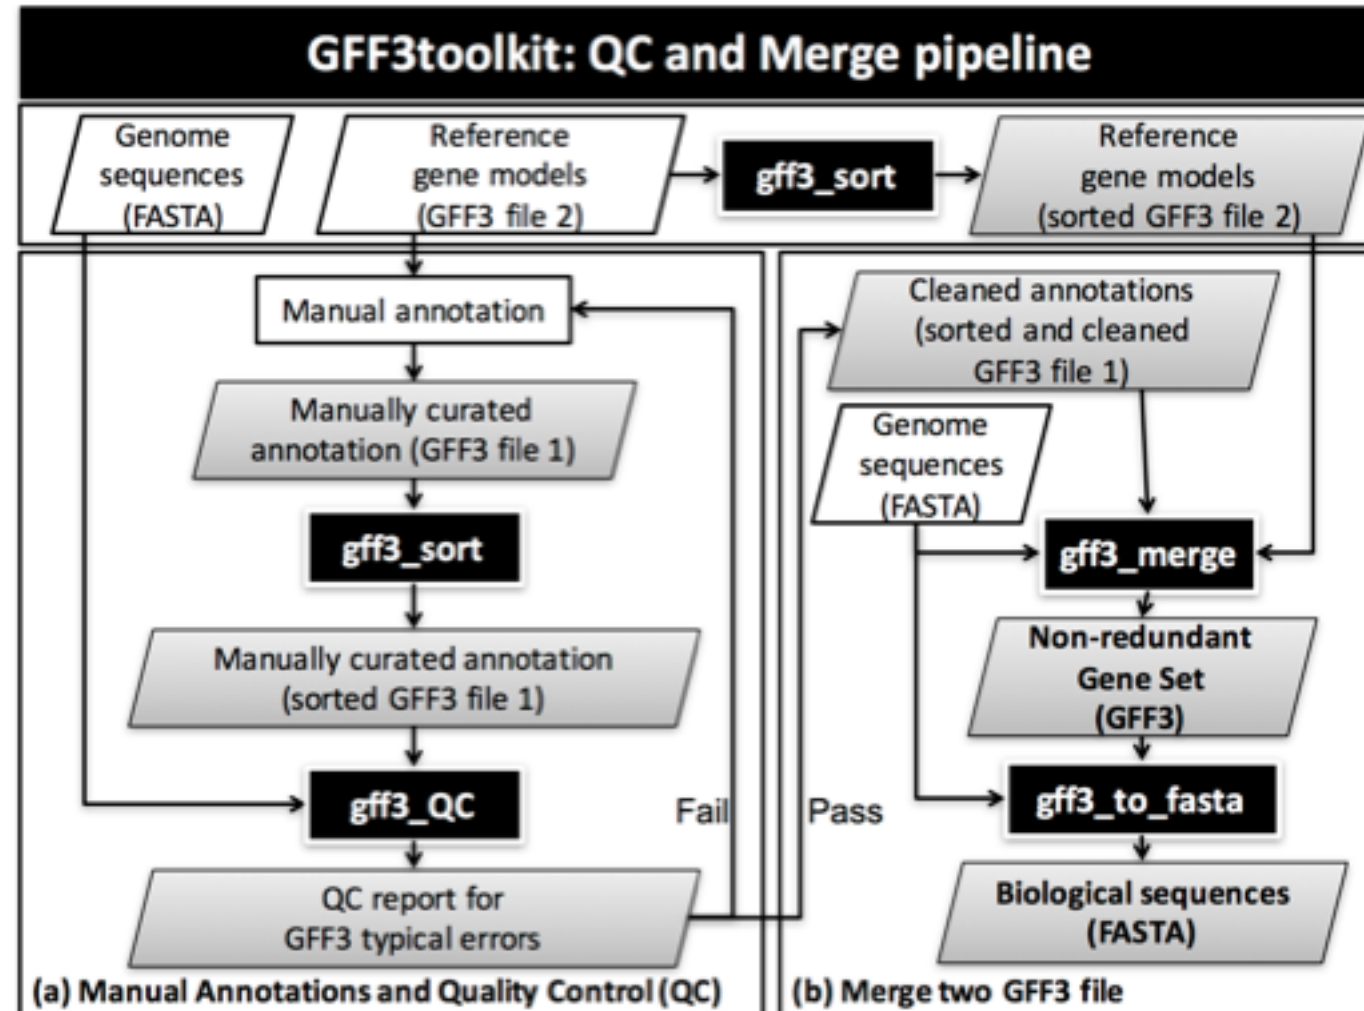 GFF3toolkit: QC and Merge pipeline
Genome
sequences
(FASTA)
Reference
gene models
(GFF3 file 2)
gff3_sort
Reference
gene models
(sorted GFF3 file 2)
Manual annotation
Manually curated
annotation (GFF3 file 1)
gff3_sort
Manually curated annotation
(sorted GFF3 file 1)
gff3_QC
Fail
QC report for
GFF3 typical errors
(a) Manual Annotations and Quality Control (QC)
Pass
Cleaned annotations
(sorted and cleaned
GFF3 file 1)
Genome
sequences
(FASTA)
gff3_merge
Non-redundant
Gene Set
(GFF3)
gff3_to_fasta
Biological sequences
(FASTA)
(b) Merge two GFF3 file